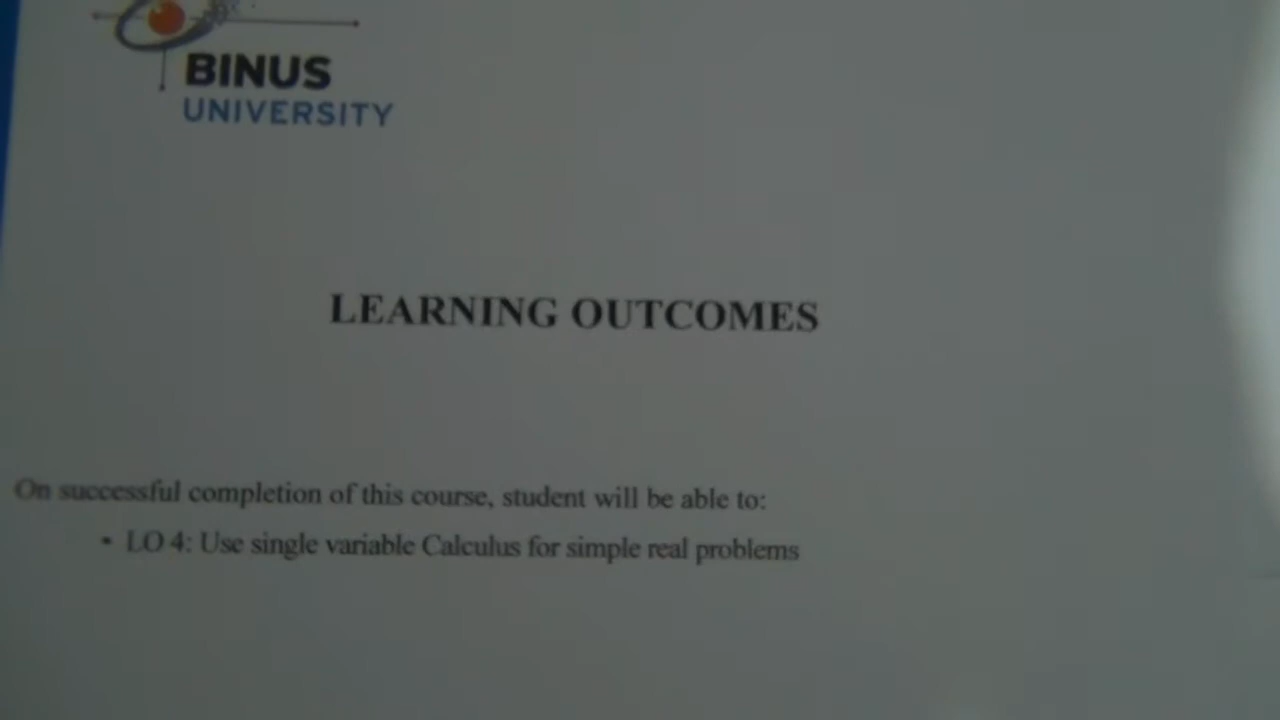 BINUS
UNIVERSITY
LEARNING OUTCOMES
On successful completion of this course, student will be able to:
• LO 4: Use single variable Calculus for simple real problems